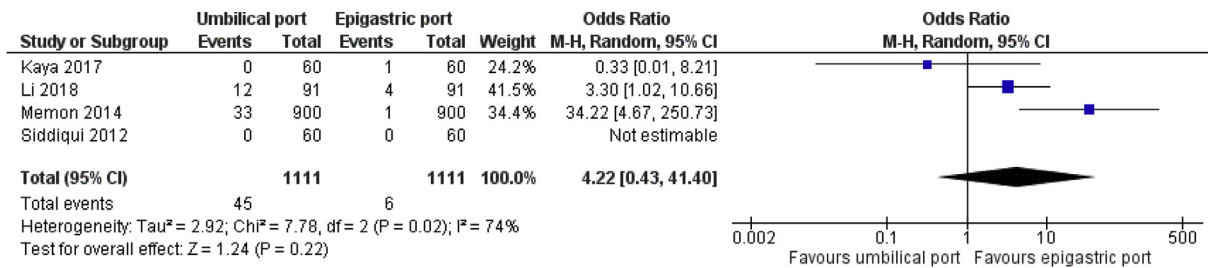 Umbilical port Epigastric port Odds Ratio Odds Ratio
Study or Subgroup Events Total Events Total Weight M-H, Random, 95% CI M-H, Random, 95% CI
Kaya 2017 0 60 1 60 24.2% 0.33 [0.01, 8.21]
Li 2018 12 91 4 91 41.5% 3.30 [1.02, 10.66]
Memon 2014 33 900 1 900 34.4% 34.22 [4.67, 250.73]
Siddiqui 2012 0 60 0 60 Not estimable
Total (95% CI) 1111 1111 100.0% 4.22 [0.43, 41.40]
Total events 45 6
Heterogeneity: Tau² = 2.92; Chi² = 7.78, df = 2 (P = 0.02); I² = 74%
Test for overall effect: Z = 1.24 (P = 0.22)
0.002 0.1 1 10 500
Favours umbilical port Favours epigastric port